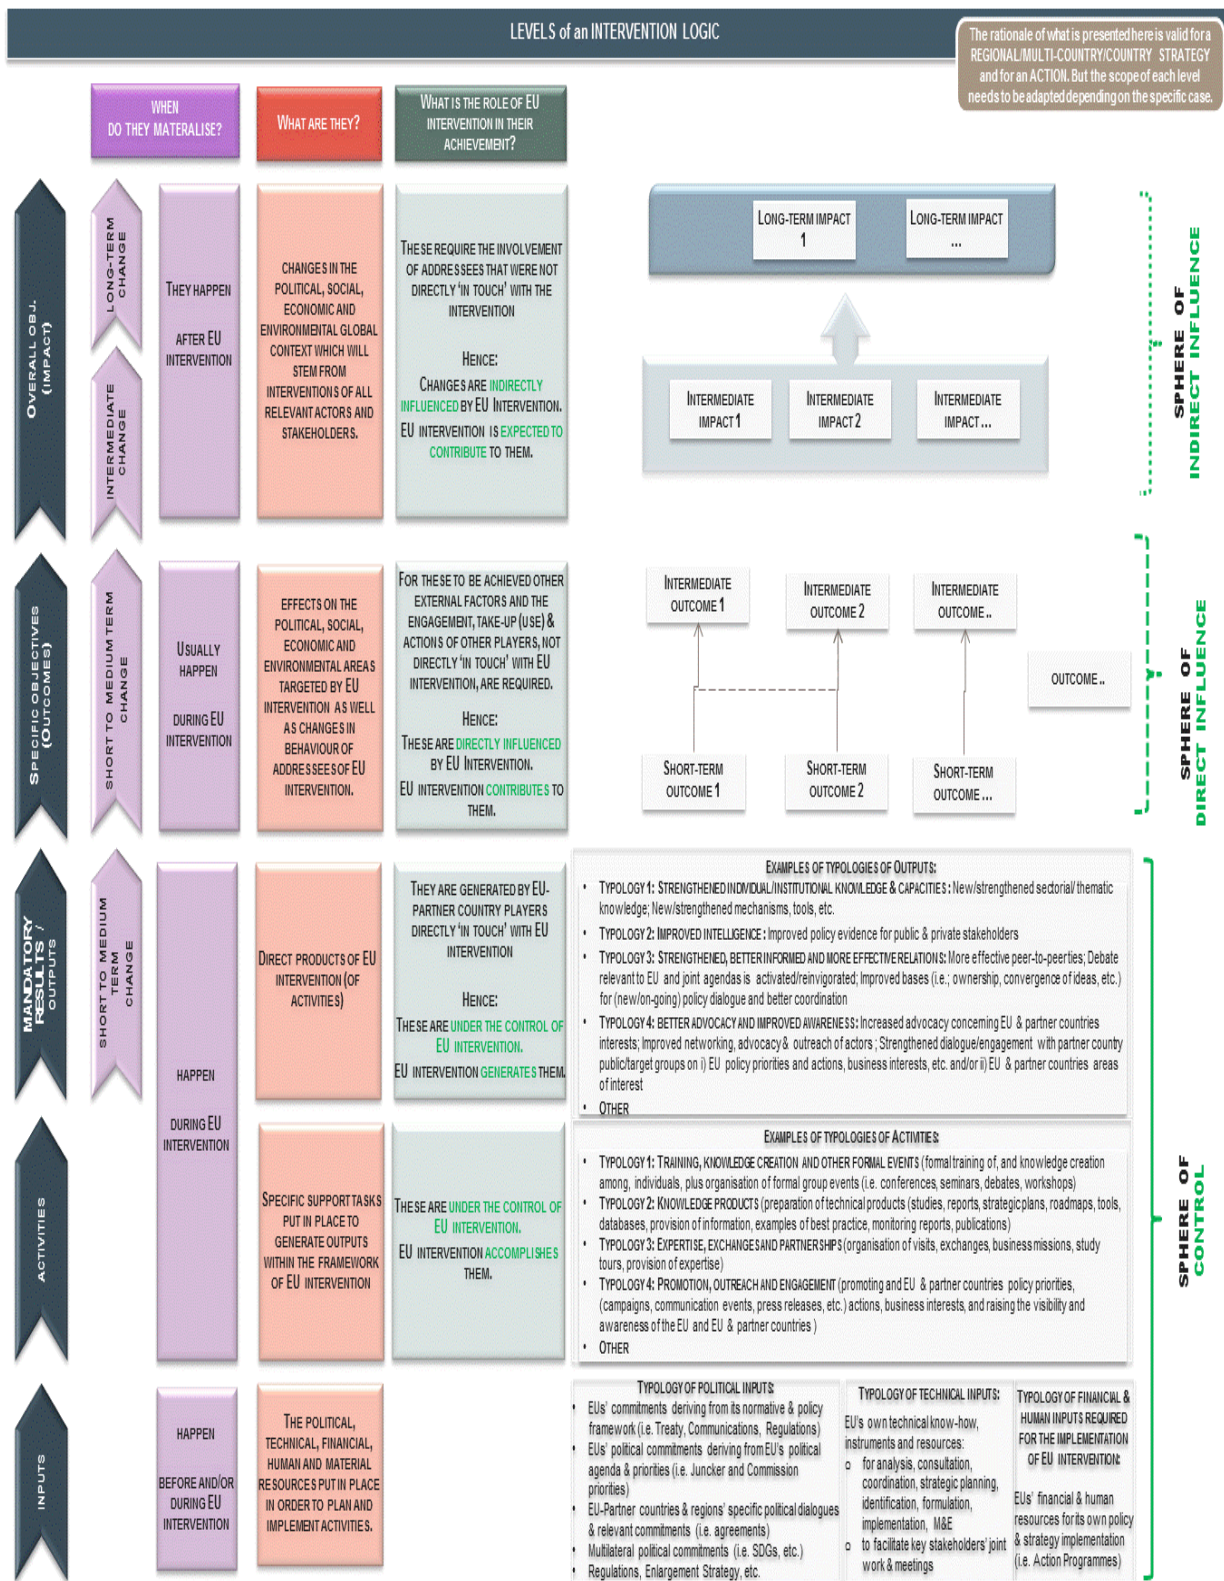 LEVELS of an INTERVENTION LOGIC
The rationale of what is presented here is valid for a
REGIONAL/MULTI-COUNTRY/COUNTRY STRATEGY
and for an ACTION. But the scope of each level
needs to be adapted depending on the specific case.
WHEN
DO THEY MATERALISE?
WHAT ARE THEY?
WHAT IS THE ROLE OF EU
INTERVENTION IN THEIR
ACHIEVEMENT?
OVERALL OBJ.
(IMPACT)
LONG-TERM
CHANGE
INTERMEDIATE
CHANGE
THEY HAPPEN
AFTER EU
INTERVENTION
CHANGES IN THE
POLITICAL, SOCIAL,
ECONOMIC AND
ENVIRONMENTAL GLOBAL
CONTEXT WHICH WILL
STEM FROM
INTERVENTIONS OF ALL
RELEVANT ACTORS AND
STAKEHOLDERS.
THESE REQUIRE THE INVOLVEMENT
OF ADDRESSEES THAT WERE NOT
DIRECTLY 'IN TOUCH' WITH THE
INTERVENTION
HENCE:
CHANGES ARE INDIRECTLY
INFLUENCED BY EU INTERVENTION.
EU INTERVENTION IS EXPECTED TO
CONTRIBUTE TO THEM.
LONG-TERM IMPACT
1
LONG-TERM IMPACT
...
INTERMEDIATE
IMPACT 1
INTERMEDIATE
IMPACT 2
INTERMEDIATE
IMPACT ...
SPHERE OF
INDIRECT INFLUENCE
SPECIFIC OBJECTIVES
(OUTCOMES)
SHORT TO MEDIUM TERM
CHANGE
USUALLY
HAPPEN
DURING EU
INTERVENTION
EFFECTS ON THE
POLITICAL, SOCIAL,
ECONOMIC AND
ENVIRONMENTAL AREAS
TARGETED BY EU
INTERVENTION AS WELL
AS CHANGES IN
BEHAVIOUR OF
ADDRESSEES OF EU
INTERVENTION.
FOR THESE TO BE ACHIEVED OTHER
EXTERNAL FACTORS AND THE
ENGAGEMENT, TAKE-UP (USE) &
ACTIONS OF OTHER PLAYERS, NOT
DIRECTLY 'IN TOUCH' WITH EU
INTERVENTION, ARE REQUIRED.
HENCE:
THESE ARE DIRECTLY INFLUENCED
BY EU INTERVENTION.
EU INTERVENTION CONTRIBUTES TO
THEM.
INTERMEDIATE
OUTCOME 1
INTERMEDIATE
OUTCOME 2
INTERMEDIATE
OUTCOME ..
OUTCOME ..
SHORT-TERM
OUTCOME 1
SHORT-TERM
OUTCOME 2
SHORT-TERM
OUTCOME ...
SPHERE OF
DIRECT INFLUENCE
MANDATORY
RESULTS /
OUTPUTS
SHORT TO MEDIUM
TERM
CHANGE
HAPPEN
DURING EU
INTERVENTION
DIRECT PRODUCTS OF EU
INTERVENTION (OF
ACTIVITIES)
THEY ARE GENERATED BY EU-
PARTNER COUNTRY PLAYERS
DIRECTLY 'IN TOUCH' WITH EU
INTERVENTION
HENCE:
THESE ARE UNDER THE CONTROL OF
EU INTERVENTION.
EU INTERVENTION GENERATES THEM.
EXAMPLES OF TYPOLOGIES OF OUTPUTS:
• TYPOLOGY 1: STRENGTHENED INDIVIDUAL/INSTITUTIONAL KNOWLEDGE & CAPACITIES : New/strengthened sectorial/ thematic
knowledge; New/strengthened mechanisms, tools, etc.
• TYPOLOGY 2: IMPROVED INTELLIGENCE : Improved policy evidence for public & private stakeholders
• TYPOLOGY 3: STRENGTHENED, BETTER INFORMED AND MORE EFFECTIVE RELATIONS: More effective peer-to-peerties; Debate
relevant to EU and joint agendas is activated/reinvigorated; Improved bases (i.e.; ownership, convergence of ideas, etc.)
for (new/on-going) policy dialogue and better coordination
• TYPOLOGY 4: BETTER ADVOCACY AND IMPROVED AWARENESS: Increased advocacy concerning EU & partner countries
interests; Improved networking, advocacy & outreach of actors ; Strengthened dialogue/engagement with partner country
public/target groups on i) EU policy priorities and actions, business interests, etc. and/or ii) EU & partner countries areas
of interest
• OTHER
ACTIVITIES
SPECIFIC SUPPORT TASKS
PUT IN PLACE TO
GENERATE OUTPUTS
WITHIN THE FRAMEWORK
OF EU INTERVENTION
THESE ARE UNDER THE CONTROL OF
EU INTERVENTION.
EU INTERVENTION ACCOMPLISHES
THEM.
EXAMPLES OF TYPOLOGIES OF ACTIVITIES:
• TYPOLOGY 1: TRAINING, KNOWLEDGE CREATION AND OTHER FORMAL EVENTS (formal training of, and knowledge creation
among, individuals, plus organisation of formal group events (i.e. conferences, seminars, debates, workshops)
• TYPOLOGY 2: KNOWLEDGE PRODUCTS (preparation of technical products (studies, reports, strategic plans, roadmaps, tools,
databases, provision of information, examples of best practice, monitoring reports, publications)
• TYPOLOGY 3: EXPERTISE, EXCHANGES AND PARTNERSHIPS (organisation of visits, exchanges, business missions, study
tours, provision of expertise)
• TYPOLOGY 4: PROMOTION, OUTREACH AND ENGAGEMENT (promoting and EU & partner countries policy priorities,
(campaigns, communication events, press releases, etc.) actions, business interests, and raising the visibility and
awareness of the EU and EU & partner countries )
• OTHER
SPHERE OF
CONTROL
INPUTS
HAPPEN
BEFORE AND/OR
DURING EU
INTERVENTION
THE POLITICAL,
TECHNICAL, FINANCIAL,
HUMAN AND MATERIAL
RESOURCES PUT IN PLACE
IN ORDER TO PLAN AND
IMPLEMENT ACTIVITIES.
TYPOLOGY OF POLITICAL INPUTS:
• EUs' commitments deriving from its normative & policy
framework (i.e. Treaty, Communications, Regulations)
• EUs' political commitments deriving from EU's political
agenda & priorities (i.e. Juncker and Commission
priorities)
• EU-Partner countries & regions' specific political dialogues
& relevant commitments (i.e. agreements)
• Multilateral political commitments (i.e. SDGs, etc.)
• Regulations, Enlargement Strategy, etc.
TYPOLOGY OF TECHNICAL INPUTS:
EU's own technical know-how,
instruments and resources:
o for analysis, consultation,
coordination, strategic planning,
identification, formulation,
implementation, M&E
o to facilitate key stakeholders' joint
work & meetings
TYPOLOGY OF FINANCIAL &
HUMAN INPUTS REQUIRED
FOR THE IMPLEMENTATION
OF EU INTERVENTION:
EUs' financial & human
resources for its own policy
& strategy implementation
(i.e. Action Programmes)